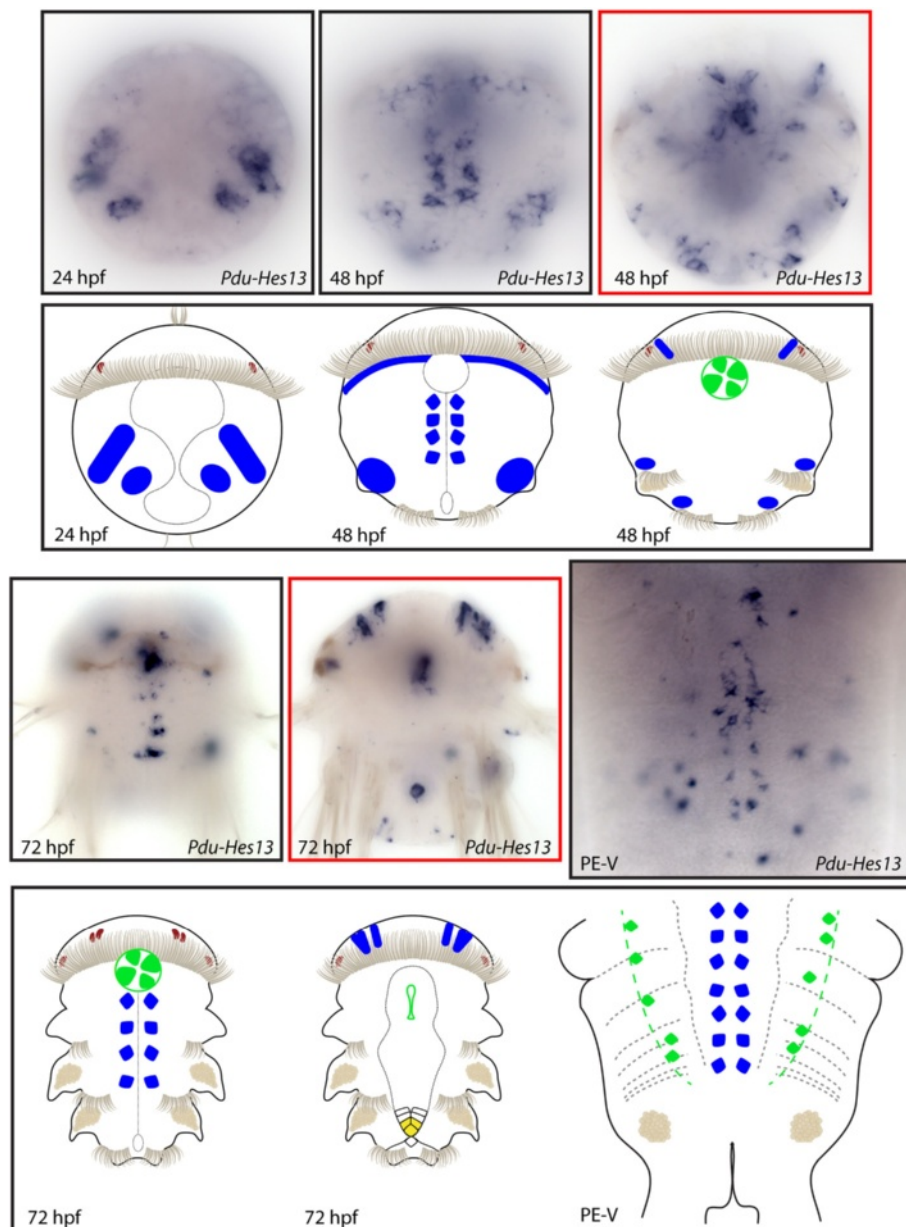 24 hpf Pdu-Hes13
48 hpf Pdu-Hes13
48 hpf Pdu-Hes13
24 hpf
48 hpf
48 hpf
72 hpf Pdu-Hes13
72 hpf Pdu-Hes13
PE-V Pdu-Hes13
72 hpf
72 hpf
PE-V